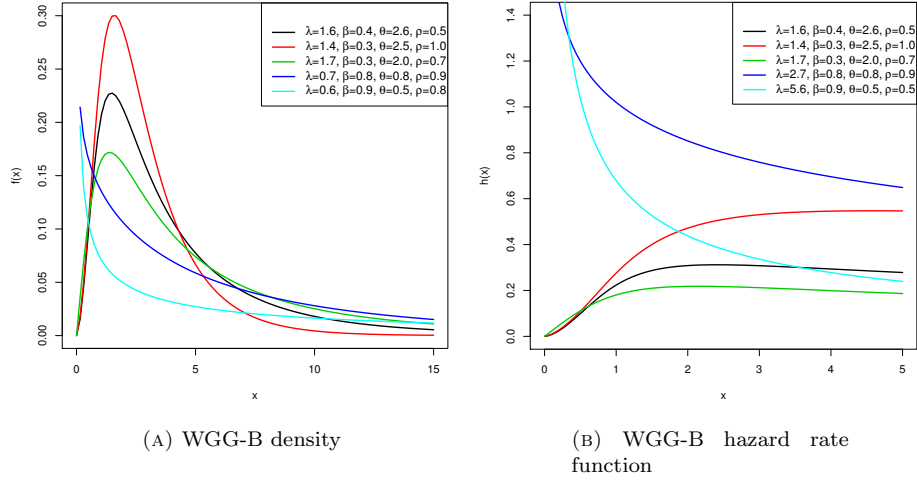 λ=1.6, β=0.4, θ=2.6, ρ=0.5
λ=1.4, β=0.3, θ=2.5, ρ=1.0
λ=1.7, β=0.3, θ=2.0, ρ=0.7
λ=0.7, β=0.8, θ=0.8, ρ=0.9
λ=0.6, β=0.9, θ=0.5, ρ=0.8
f(x)
0.30
0.25
0.20
0.15
0.10
0.05
0.00
0 5 10 15
x
(A) WGG-B density
λ=1.6, β=0.4, θ=2.6, ρ=0.5
λ=1.4, β=0.3, θ=2.5, ρ=1.0
λ=1.7, β=0.3, θ=2.0, ρ=0.7
λ=2.7, β=0.8, θ=0.8, ρ=0.9
λ=5.6, β=0.9, θ=0.5, ρ=0.5
h(x)
1.4
1.2
1.0
0.8
0.6
0.4
0.2
0.0
0 1 2 3 4 5
x
(B) WGG-B hazard rate
function